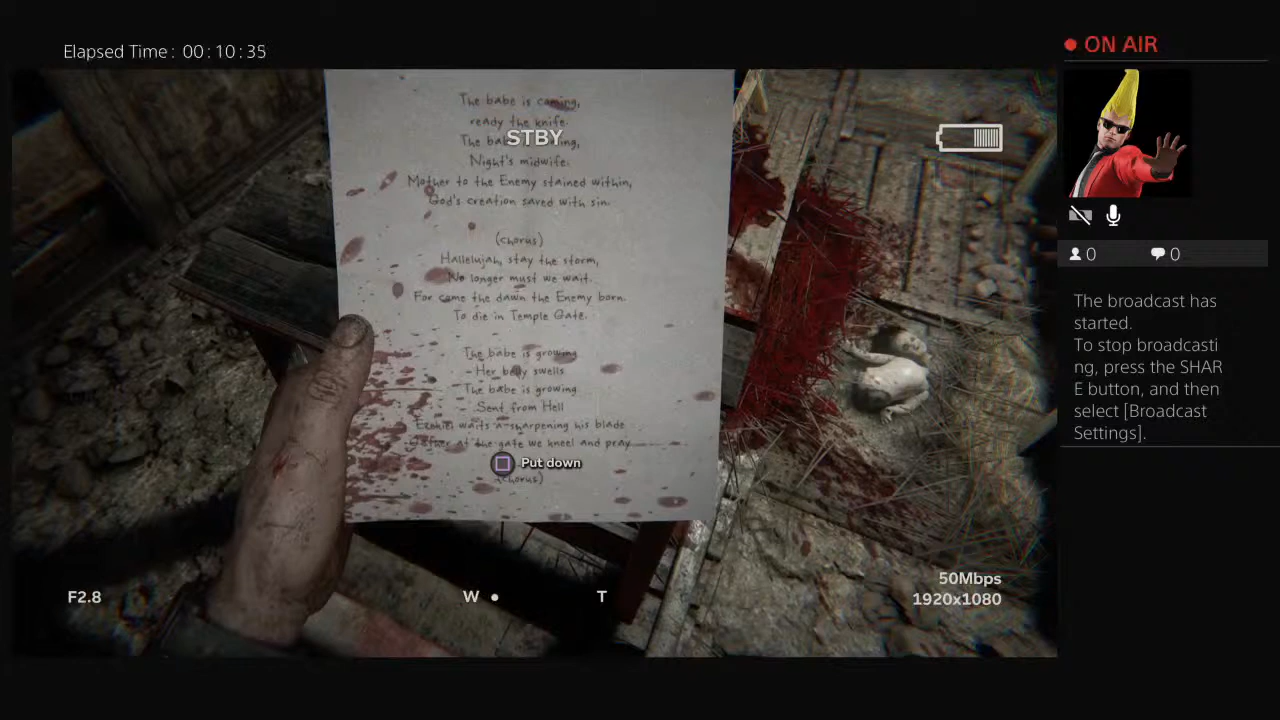 Elapsed Time: 00:10:35
ON AIR
The babe is coming,
ready the knife.
STBY
The ing,
Night's midwife.
Mother to the Enemy stained within,
God's creation saved with sin.
(chorus)
Hallelujah, stay the storm,
No longer must we wait.
For come the dawn the Enemy born.
To die in Temple Gate.
The babe is growing
- Her belly swells
The babe is growing
- Sent from Hell
Ezekiel waits a-sharpening his blade
at the gate we kneel and pray
Put down
(chorus)
F2.8
W
T
50Mbps
1920x1080
0
0
The broadcast has
started.
To stop broadcasti
ng, press the SHAR
E button, and then
select [Broadcast
Settings].